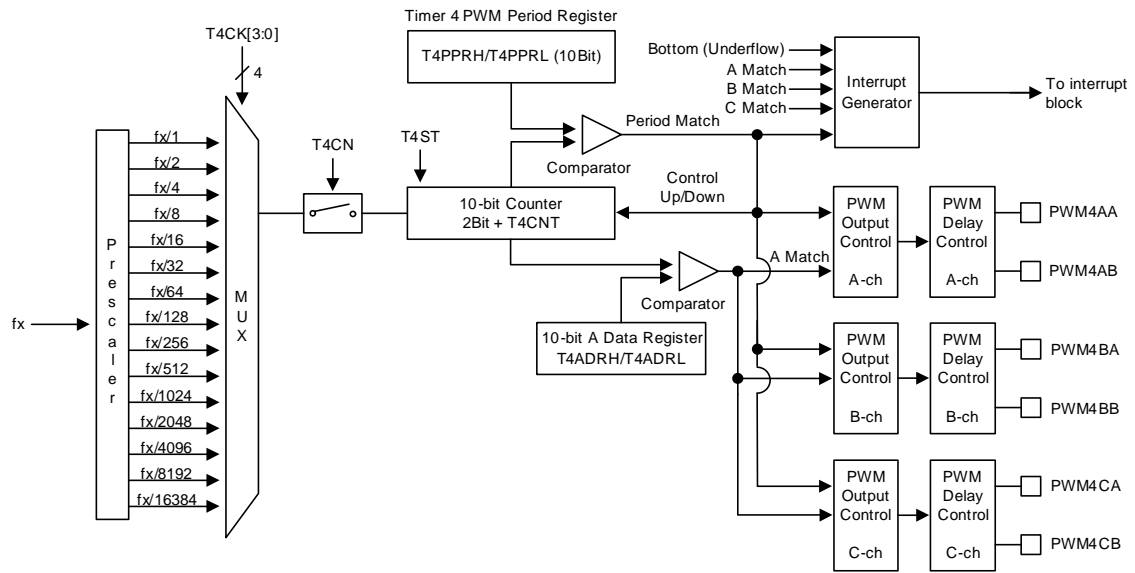 Timer 4 PWM Period Register
T4CK[3:0]
T4PPRH/T4PPRL (10Bit)
4
Bottom (Underflow)
A Match
B Match
C Match
Interrupt
Generator
To interrupt
block
fx/1
fx/2
fx/4
fx/8
fx/16
fx/32
fx/64
fx/128
fx/256
fx/512
fx/1024
fx/2048
fx/4096
fx/8192
fx/16384
fx
Prescaler
MUX
T4CN
T4ST
Period Match
Comparator
10-bit Counter
2Bit + T4CNT
Control
Up/Down
A Match
Comparator
10-bit A Data Register
T4ADRH/T4ADRL
PWM
Output
Control
A-ch
PWM
Delay
Control
A-ch
PWM4AA
PWM4AB
PWM
Output
Control
B-ch
PWM
Delay
Control
B-ch
PWM4BA
PWM4BB
PWM
Output
Control
C-ch
PWM
Delay
Control
C-ch
PWM4CA
PWM4CB